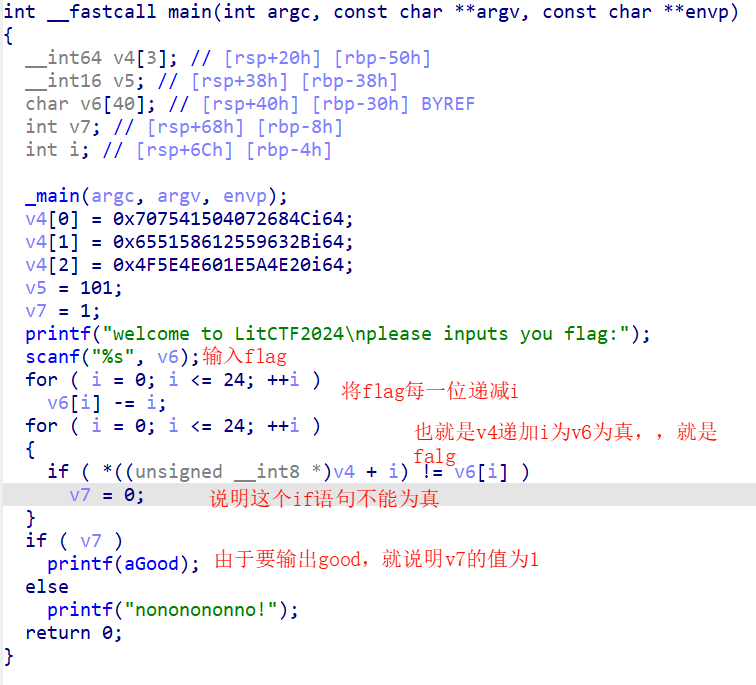 int __fastcall main(int argc, const char **argv, const char **envp)
{
__int64 v4[3]; // [rsp+20h] [rbp-50h]
__int16 v5; // [rsp+38h] [rbp-38h]
char v6[40]; // [rsp+40h] [rbp-30h] BYREF
int v7; // [rsp+68h] [rbp-8h]
int i; // [rsp+6Ch] [rbp-4h]
_main(argc, argv, envp);
v4[0] = 0x707541504072684Ci64;
v4[1] = 0x655158612559632Bi64;
v4[2] = 0x4F5E4E601E5A4E20i64;
v5 = 101;
v7 = 1;
printf("welcome to LitCTF2024\nplease inputs you flag:");
scanf("%s", v6);输入flag
for ( i = 0; i <= 24; ++i ) 将flag每一位递减i
v6[i] -= i;
for ( i = 0; i <= 24; ++i ) 也就是v4递加i为v6为真，，就是
{ falg
if ( *((unsigned __int8 *)v4 + i) != v6[i] )
v7 = 0; 说明这个if语句不能为真
}
if ( v7 ) 由于要输出good，就说明v7的值为1
printf(aGood);
else
printf("nonononono!");
return 0;
}